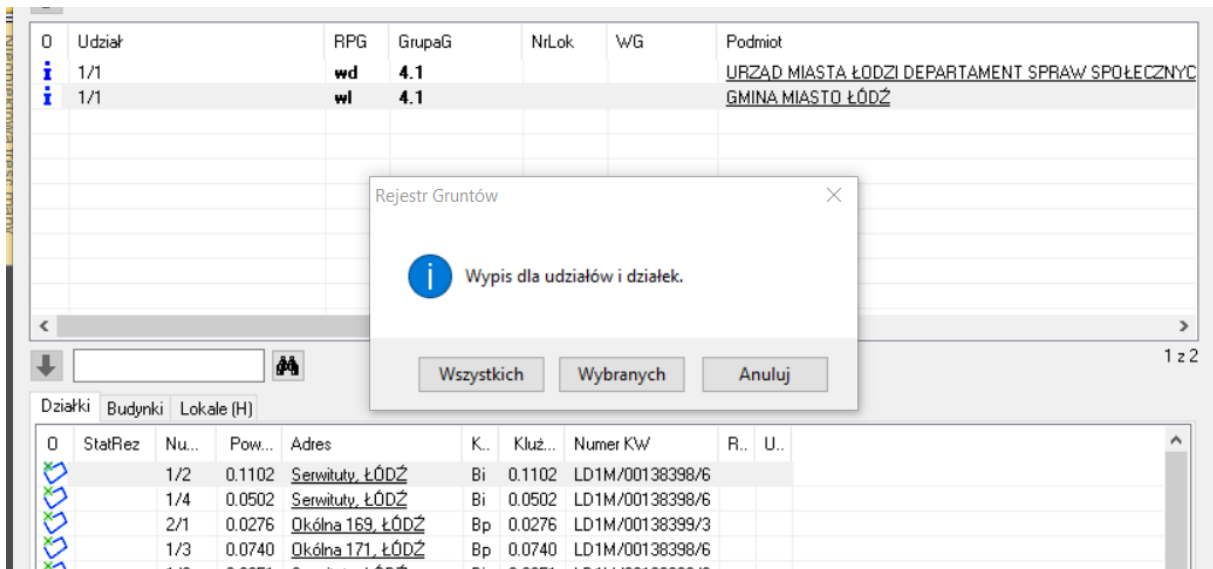 O Udział RPG GrupaG NrLok WG Podmiot
1/1 wd 4.1 URZĄD MIASTA ŁODZI DEPARTAMENT SPRAW SPOŁECZNYC
1/1 wł 4.1 GMINA MIASTO ŁÓDŹ
Rejestr Gruntów
Wypis dla udziałów i działek.
Wszystkich Wybranych Anuluj
1 z 2
Działki Budynki Lokale (H)
O StatRez Nu... Pow... Adres K.. Kluż... Numer KW R.. U..
1/2 0.1102 Serwituty, ŁÓDŹ Bi 0.1102 LD1M/00138398/6
1/4 0.0502 Serwituty, ŁÓDŹ Bi 0.0502 LD1M/00138398/6
2/1 0.0276 Okólna 169, ŁÓDŹ Bp 0.0276 LD1M/00138399/3
1/3 0.0740 Okólna 171, ŁÓDŹ Bp 0.0740 LD1M/00138398/6